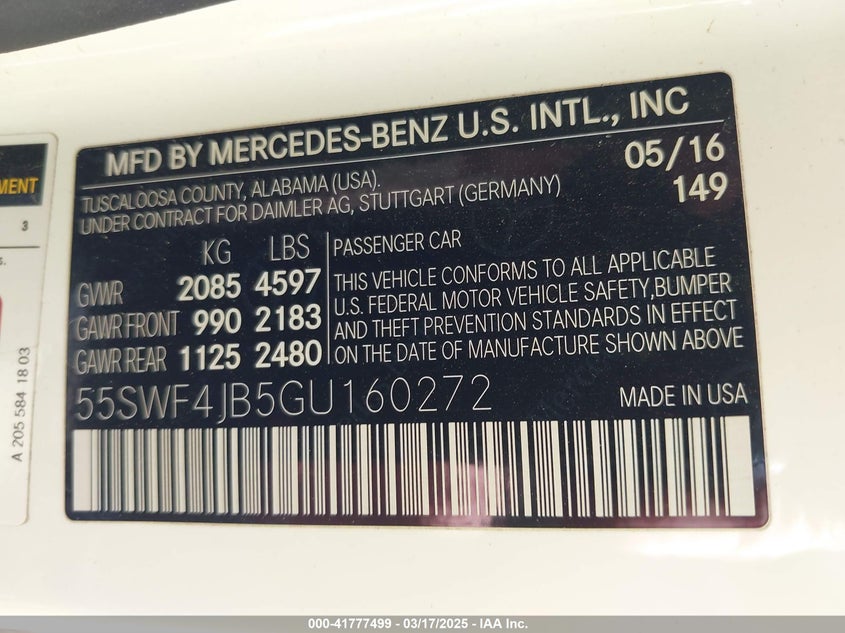 MFD BY MERCEDES-BENZ U.S. INTL., INC
TUSCALOOSA COUNTY, ALABAMA (USA).
UNDER CONTRACT FOR DAIMLER AG, STUTTGART (GERMANY)
05/16
149
KG LBS
GVWR 2085 4597
GAWR FRONT 990 2183
GAWR REAR 1125 2480
PASSENGER CAR
THIS VEHICLE CONFORMS TO ALL APPLICABLE
U.S. FEDERAL MOTOR VEHICLE SAFETY,BUMPER
AND THEFT PREVENTION STANDARDS IN EFFECT
ON THE DATE OF MANUFACTURE SHOWN ABOVE
55SWF4JB5GU160272
MADE IN USA
3
A 205 584 18 03
000-41777499 — 03/17/2025 — IAA Inc.